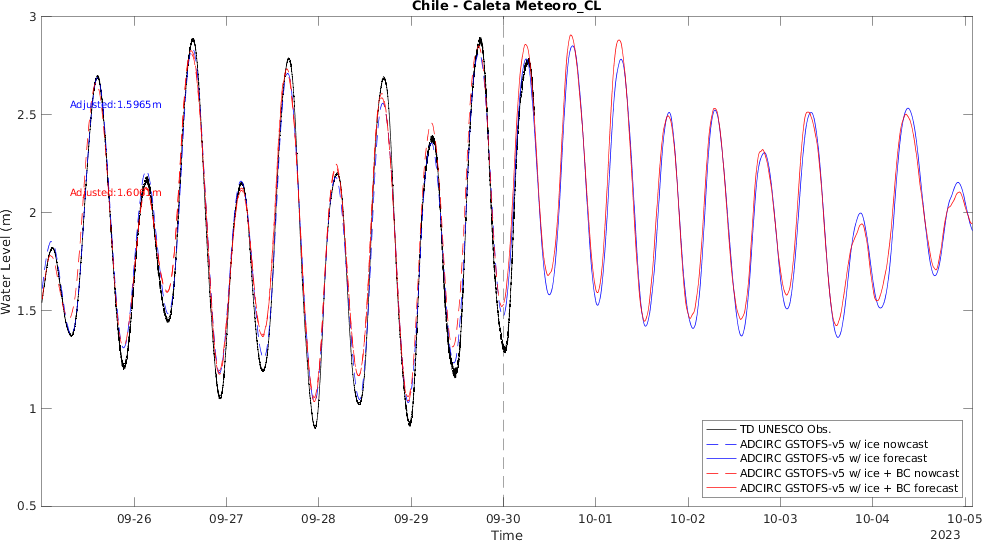 Chile - Caleta Meteoro_CL
3
2.5
2
1.5
1
0.5
Water Level (m)
Adjusted:1.5965m
Adjusted:
TD UNESCO Obs.
ADCIRC GSTOFS-v5 w/ ice nowcast
ADCIRC GSTOFS-v5 w/ ice forecast
ADCIRC GSTOFS-v5 w/ ice + BC nowcast
ADCIRC GSTOFS-v5 w/ ice + BC forecast
09-26 09-27 09-28 09-29 09-30 10-01 10-02 10-03 10-04 10-05
Time
2023